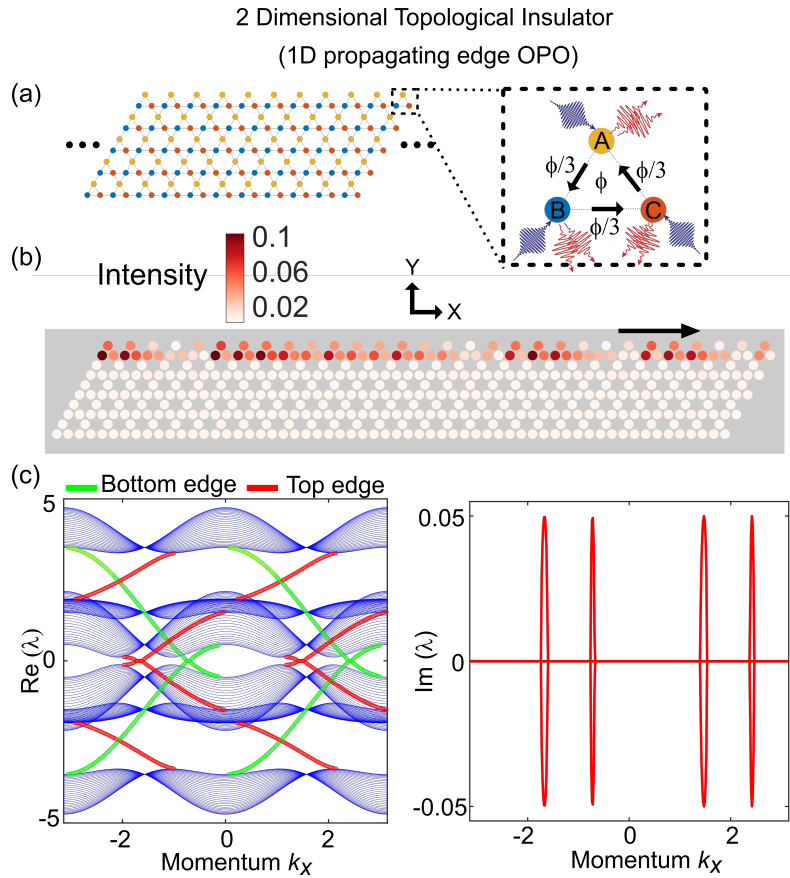 2 Dimensional Topological Insulator
(1D propagating edge OPO)
(a)
A
ϕ/3
ϕ
ϕ/3
B
C
ϕ/3
(b)
Intensity
0.1
0.06
0.02
Y
X
(c)
Bottom edge
Top edge
5
0
-5
Re (λ)
-2
0
2
Momentum kx
0.05
0
-0.05
Im (λ)
-2
0
2
Momentum kx